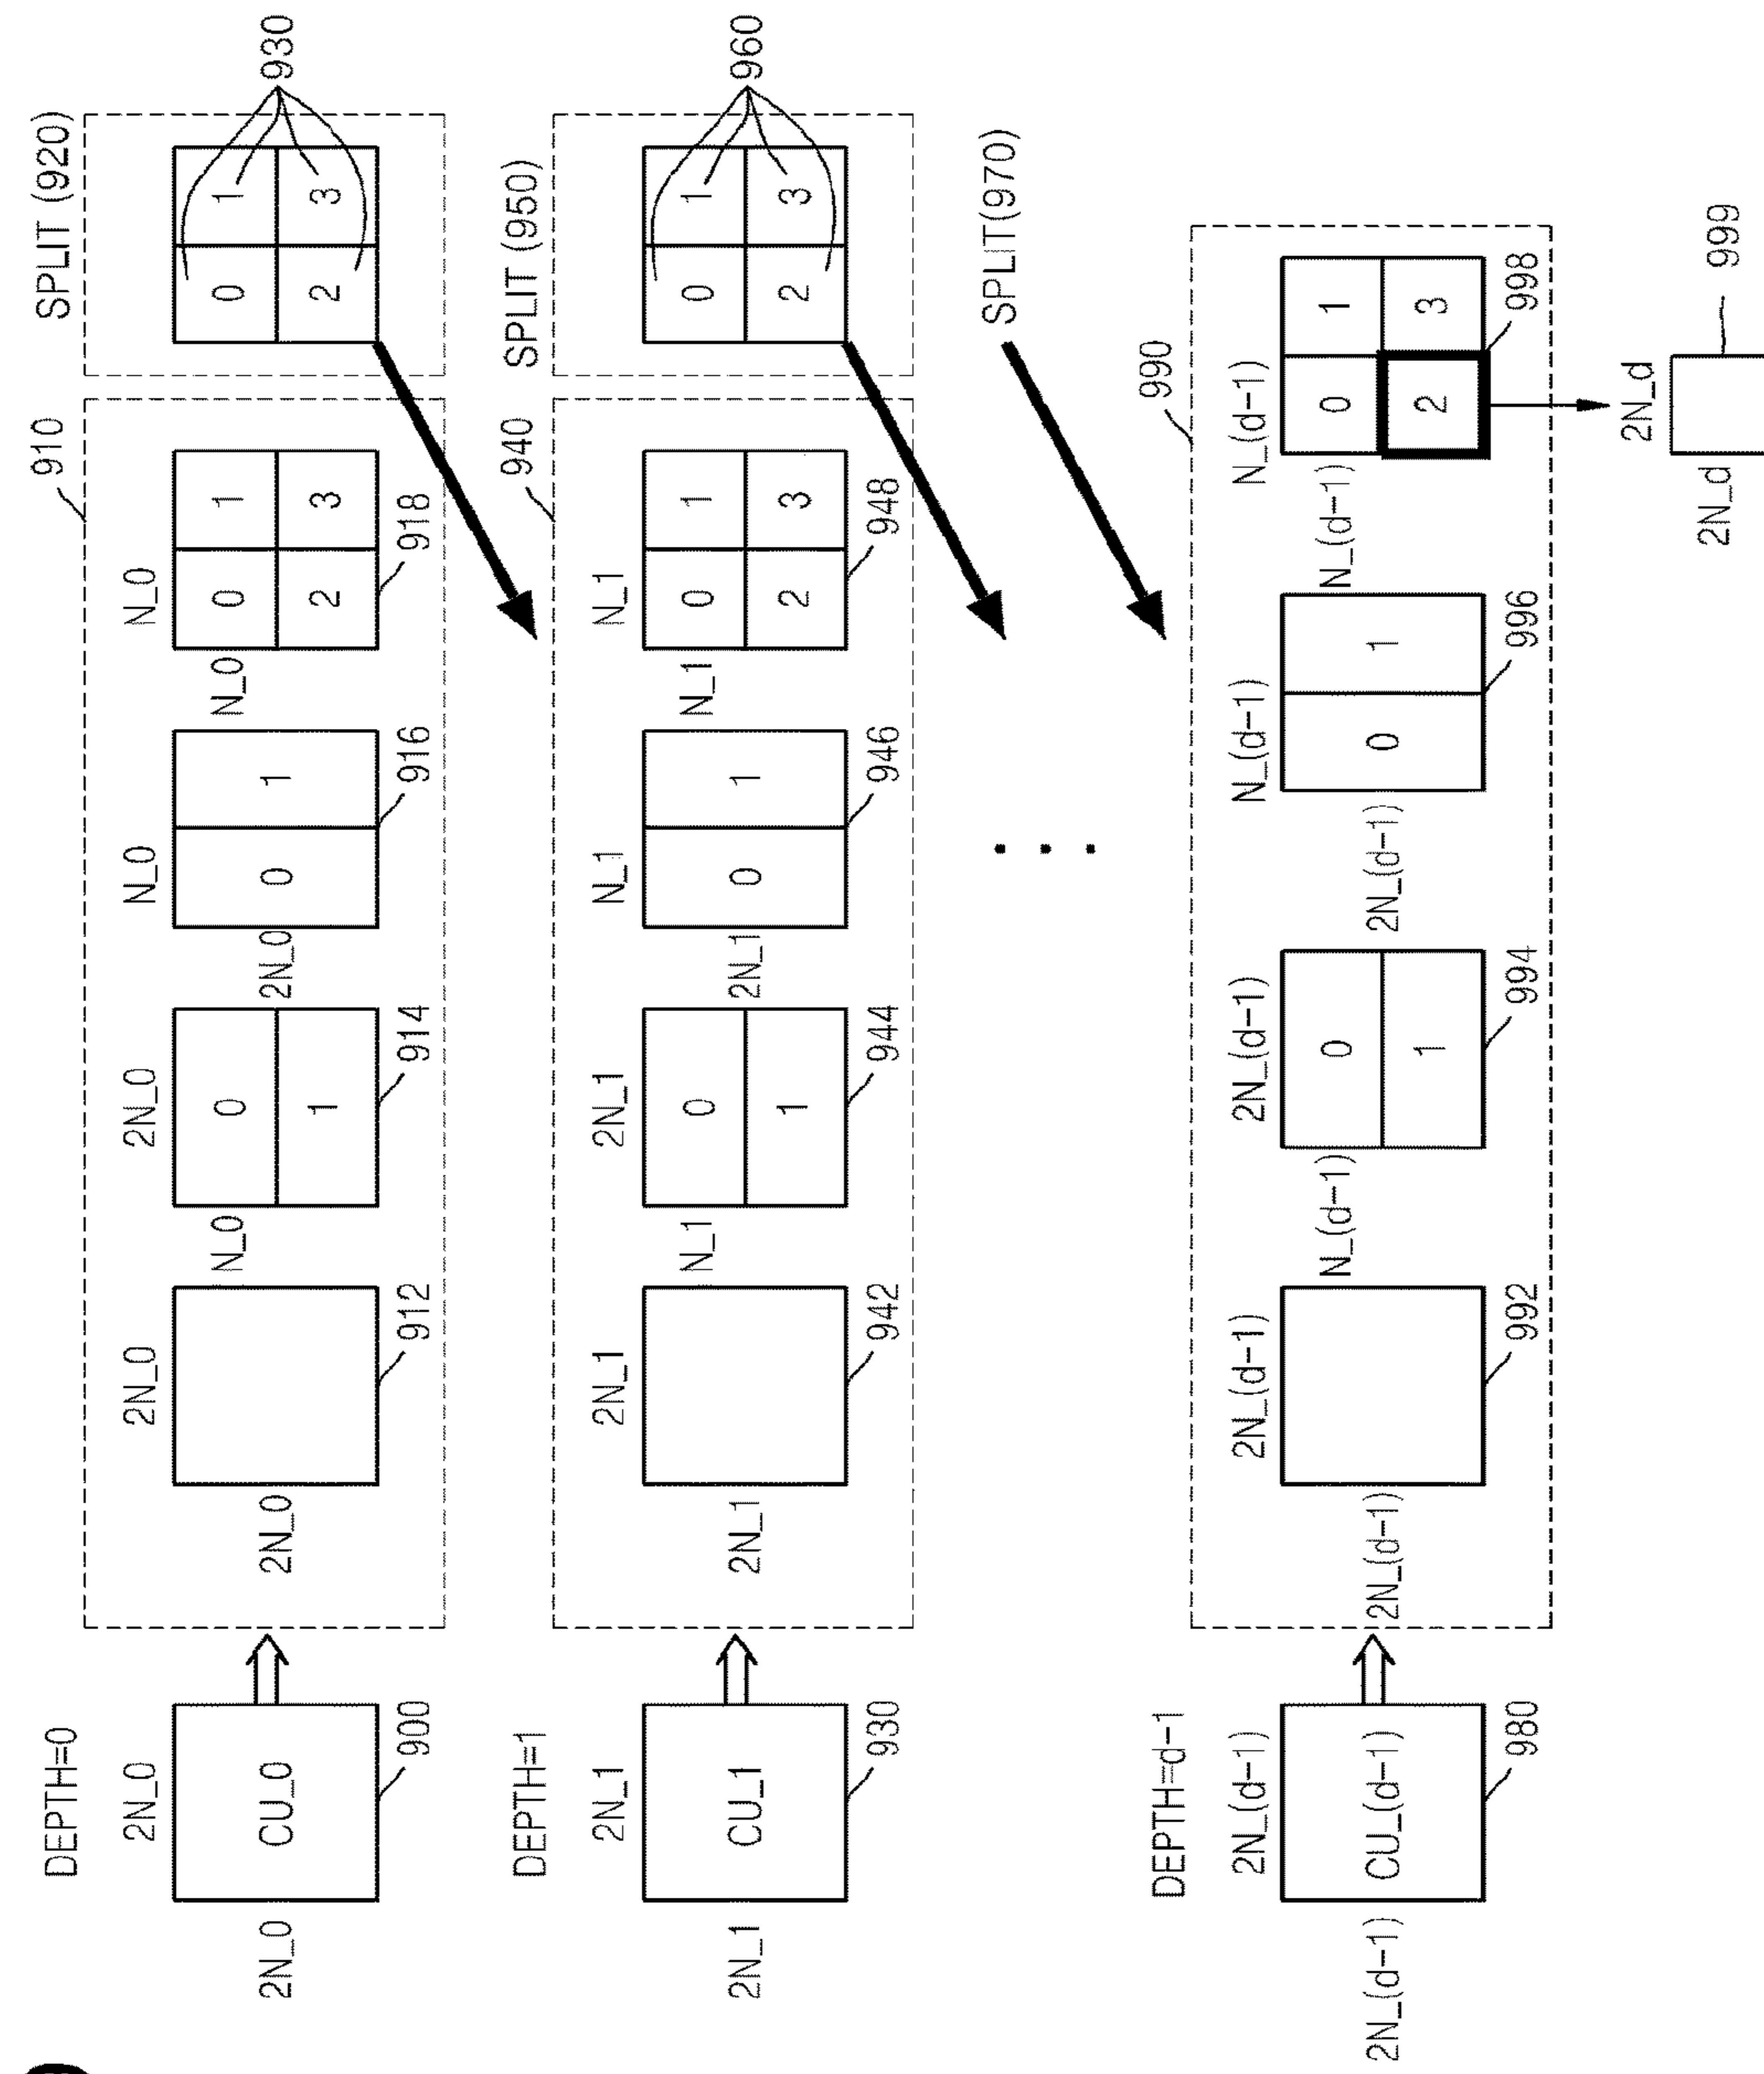 DEPTH=0
2N_0
2N_0
CU_0
900
910
2N_0
2N_0
912
2N_0
N_0
0
1
914
N_0
2N_0
0
1
916
N_0
N_0
0
1
2
3
918
SPLIT (920)
0
1
2
3
930
DEPTH=1
2N_1
2N_1
CU_1
930
940
2N_1
2N_1
942
2N_1
N_1
0
1
944
N_1
2N_1
0
1
946
N_1
N_1
0
1
2
3
948
SPLIT (950)
0
1
2
3
960
SPLIT(970)
DEPTH=d-1
2N_(d-1)
2N_(d-1)
CU_(d-1)
980
990
2N_(d-1)
2N_(d-1)
992
2N_(d-1)
N_(d-1)
0
1
994
N_(d-1)
2N_(d-1)
0
1
996
N_(d-1)
N_(d-1)
0
1
2
3
998
2N_d
2N_d
999